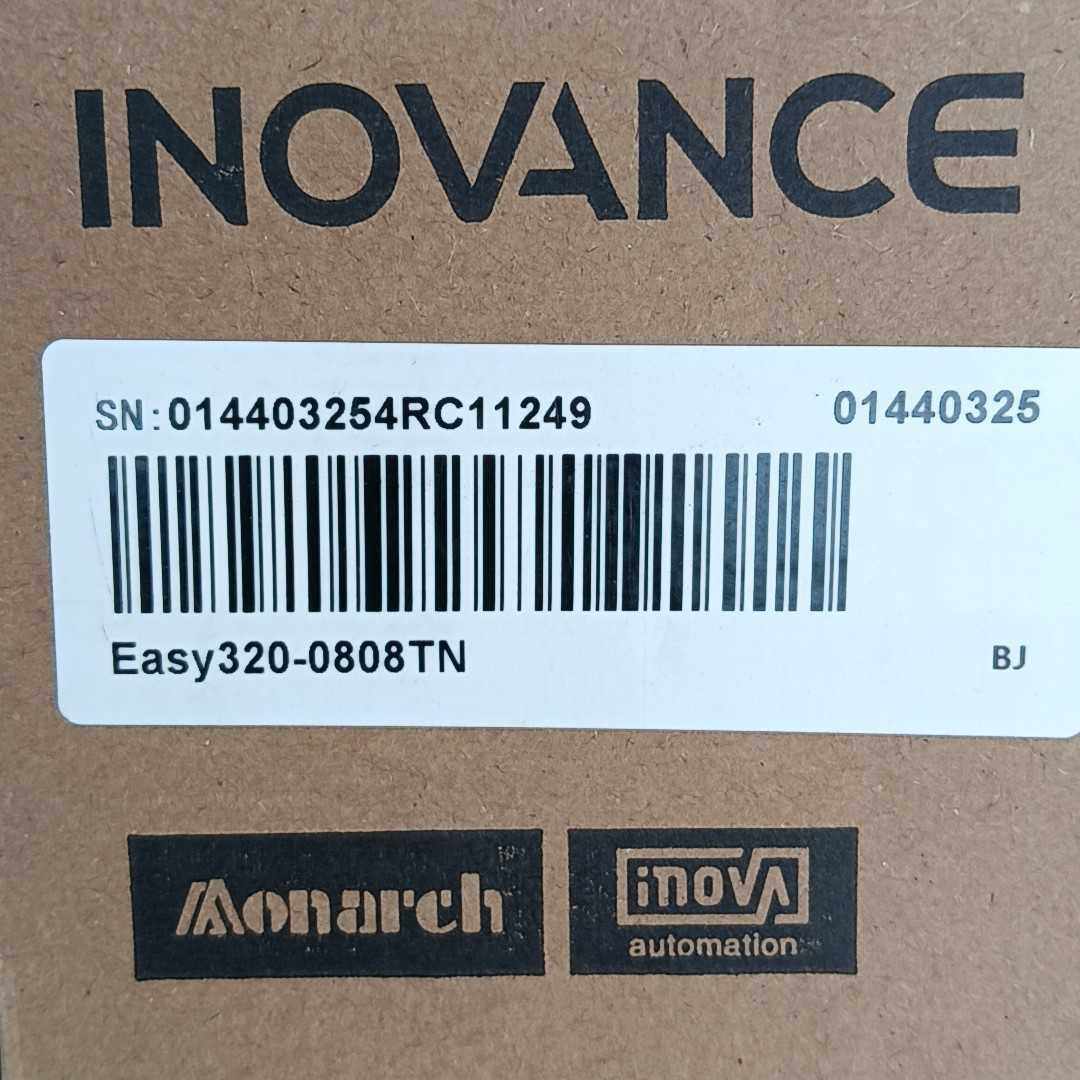 INOVANCE
SN:014403254RC11249 01440325
Easy320-0808TN BJ
Monarch inova
automation